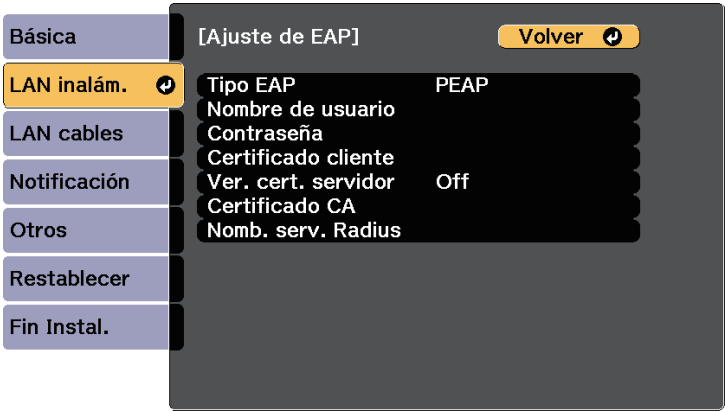 Básica
LAN inalám.
LAN cables
Notificación
Otros
Restablecer
Fin Instal.
[Ajuste de EAP] Volver
Tipo EAP PEAP
Nombre de usuario
Contraseña
Certificado cliente
Ver. cert. servidor Off
Certificado CA
Nomb. serv. Radius